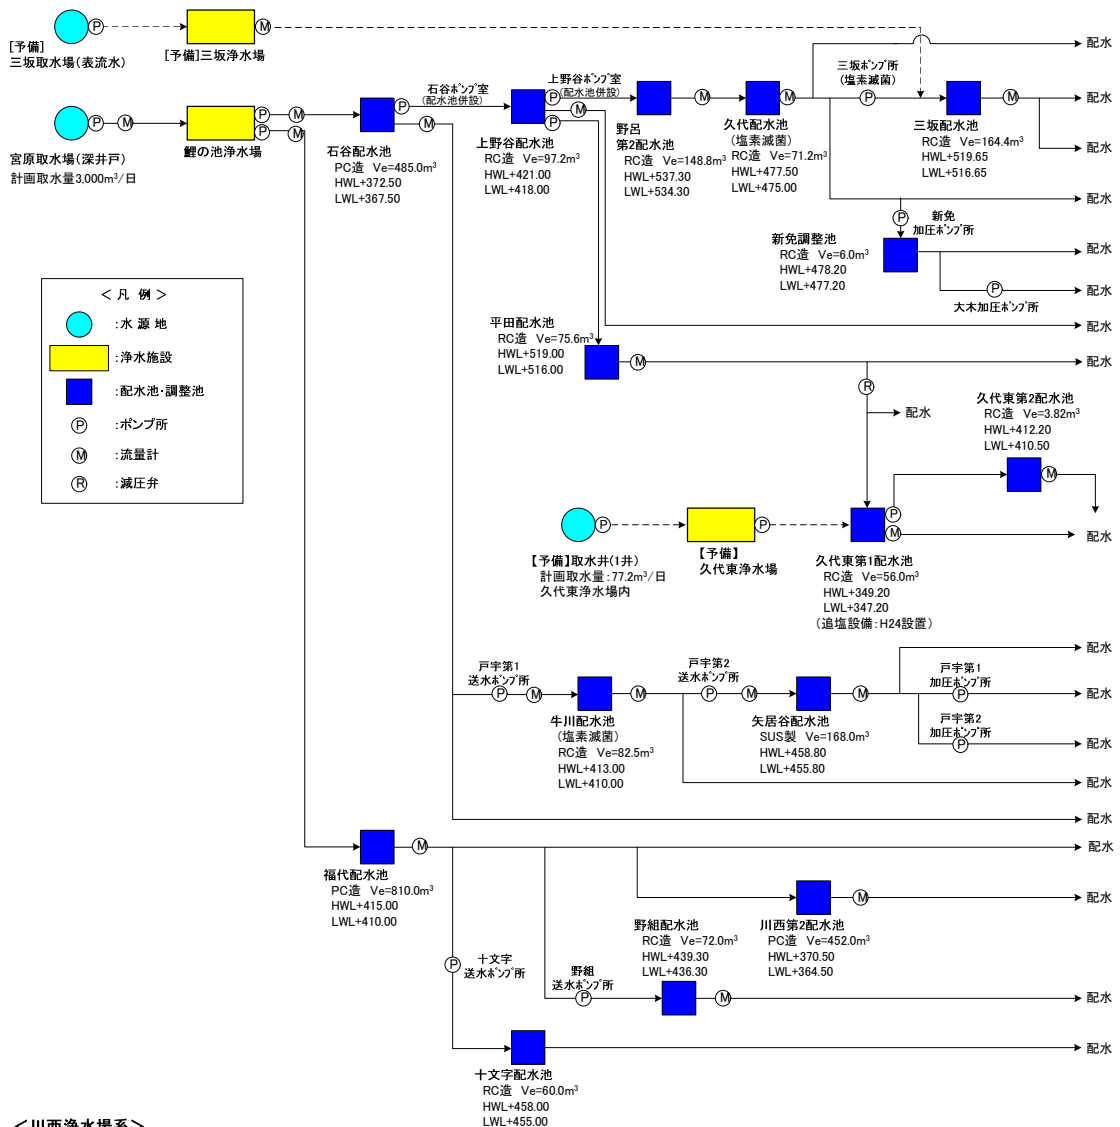 [予備]
三坂取水場(表流水)
P
[予備]三坂浄水場
M
宮原取水場(深井戸)
計画取水量3,000m³/日
P
M
鯉の池浄水場
P
M
P
M
石谷配水池
PC造 Ve=485.0m³
HWL+372.50
LWL+367.50
P
M
石谷ポンプ室
(配水池併設)
上野谷配水池
RC造 Ve=97.2m³
HWL+421.00
LWL+418.00
P
M
P
上野谷ポンプ室
(配水池併設)
野呂
第2配水池
RC造 Ve=148.8m³
HWL+537.30
LWL+534.30
M
久代配水池
(塩素滅菌)
RC造 Ve=71.2m³
HWL+477.50
LWL+475.00
M
三坂ポンプ所
(塩素滅菌)
P
三坂配水池
RC造 Ve=164.4m³
HWL+519.65
LWL+516.65
M
配水
配水
配水
配水
P
新免
加圧ポンプ所
新免調整池
RC造 Ve=6.0m³
HWL+478.20
LWL+477.20
配水
P
大木加圧ポンプ所
配水
配水
<凡 例>
:水 源 地
:浄水施設
:配水池・調整池
P :ポンプ所
M :流量計
R :減圧弁
平田配水池
RC造 Ve=75.6m³
HWL+519.00
LWL+516.00
M
配水
R
配水
久代東第2配水池
RC造 Ve=3.82m³
HWL+412.20
LWL+410.50
M
【予備】取水井(1井)
計画取水量:77.2m³/日
久代東浄水場内
P
【予備】
久代東浄水場
P
久代東第1配水池
RC造 Ve=56.0m³
HWL+349.20
LWL+347.20
(追塩設備:H24設置)
P
M
配水
戸宇第1
送水ポンプ所
P
M
牛川配水池
(塩素滅菌)
RC造 Ve=82.5m³
HWL+413.00
LWL+410.00
M
戸宇第2
送水ポンプ所
P
M
矢居谷配水池
SUS製 Ve=168.0m³
HWL+458.80
LWL+455.80
M
配水
戸宇第1
加圧ポンプ所
P
配水
戸宇第2
加圧ポンプ所
P
配水
配水
配水
福代配水池
PC造 Ve=810.0m³
HWL+415.00
LWL+410.00
M
配水
川西第2配水池
PC造 Ve=452.0m³
HWL+370.50
LWL+364.50
M
配水
野組
送水ポンプ所
P
野組配水池
RC造 Ve=72.0m³
HWL+439.30
LWL+436.30
M
配水
十文字
送水ポンプ所
P
十文字配水池
RC造 Ve=60.0m³
HWL+458.00
LWL+455.00
配水
<川西浄水場系>